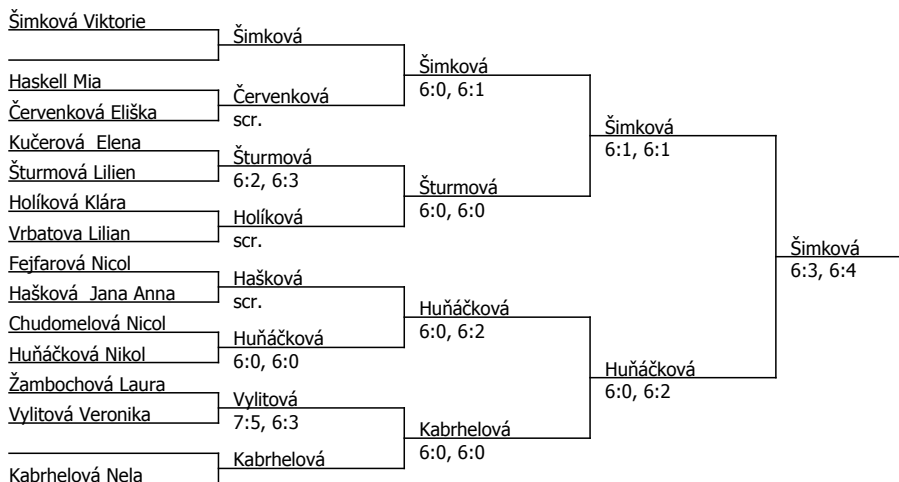 Šimková Viktorie
Šimková
Šimková
6:0, 6:1
Haskell Mia
Červenková
scr.
Červenková Eliška
Šimková
6:1, 6:1
Kučerová  Elena
Šturmová
6:2, 6:3
Šturmová Lilien
Šturmová
6:0, 6:0
Holíková Klára
Holíková
scr.
Vrbatova Lilian
Šimková
6:3, 6:4
Fejfarová Nicol
Hašková
scr.
Hašková  Jana Anna
Huňáčková
6:0, 6:2
Chudomelová Nicol
Huňáčková
6:0, 6:0
Huňáčková Nikol
Huňáčková
6:0, 6:2
Žambochová Laura
Vylitová
7:5, 6:3
Vylitová Veronika
Kabrhelová
6:0, 6:0
Kabrhelová
Kabrhelová Nela